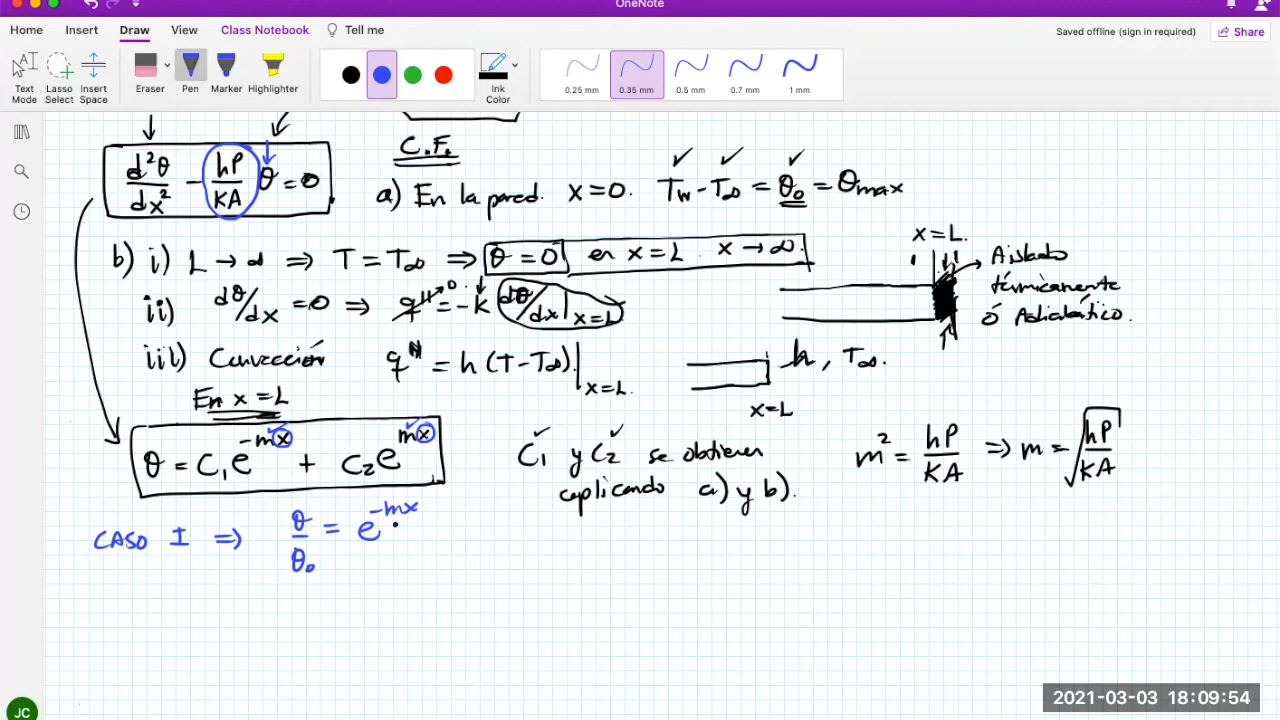 OneNote
Home Insert Draw View Class Notebook Tell me
Saved offline (sign in required) Share
Text Mode Lasso Select Insert Space Eraser Pen Marker Highlighter Ink Color 0.25 mm 0.35 mm 0.5 mm 0.7 mm 1 mm
C.F.
d²θ/dx² - hP/KA θ = 0
a) En la pared. x=0. Tw - T∞ = θ₀ = θmax
b) i) L → ∞ ⇒ T = T∞ ⇒ θ = 0 en x = L x → ∞.
x = L.
Aislado térmicamente ó Adiabático.
ii) dθ/dx = 0 ⇒ q'' = -k dθ/dx |x=L 0
iii) Convección q'' = h (T - T∞)|x=L. h, T∞.
x=L
En x = L
θ = C₁e^-mx + C₂e^mx
C₁ y C₂ se obtienen aplicando a) y b).
m² = hP/KA ⇒ m = √hP/KA
CASO I ⇒ θ/θ₀ = e^-mx
JC
2021-03-03 18:09:54